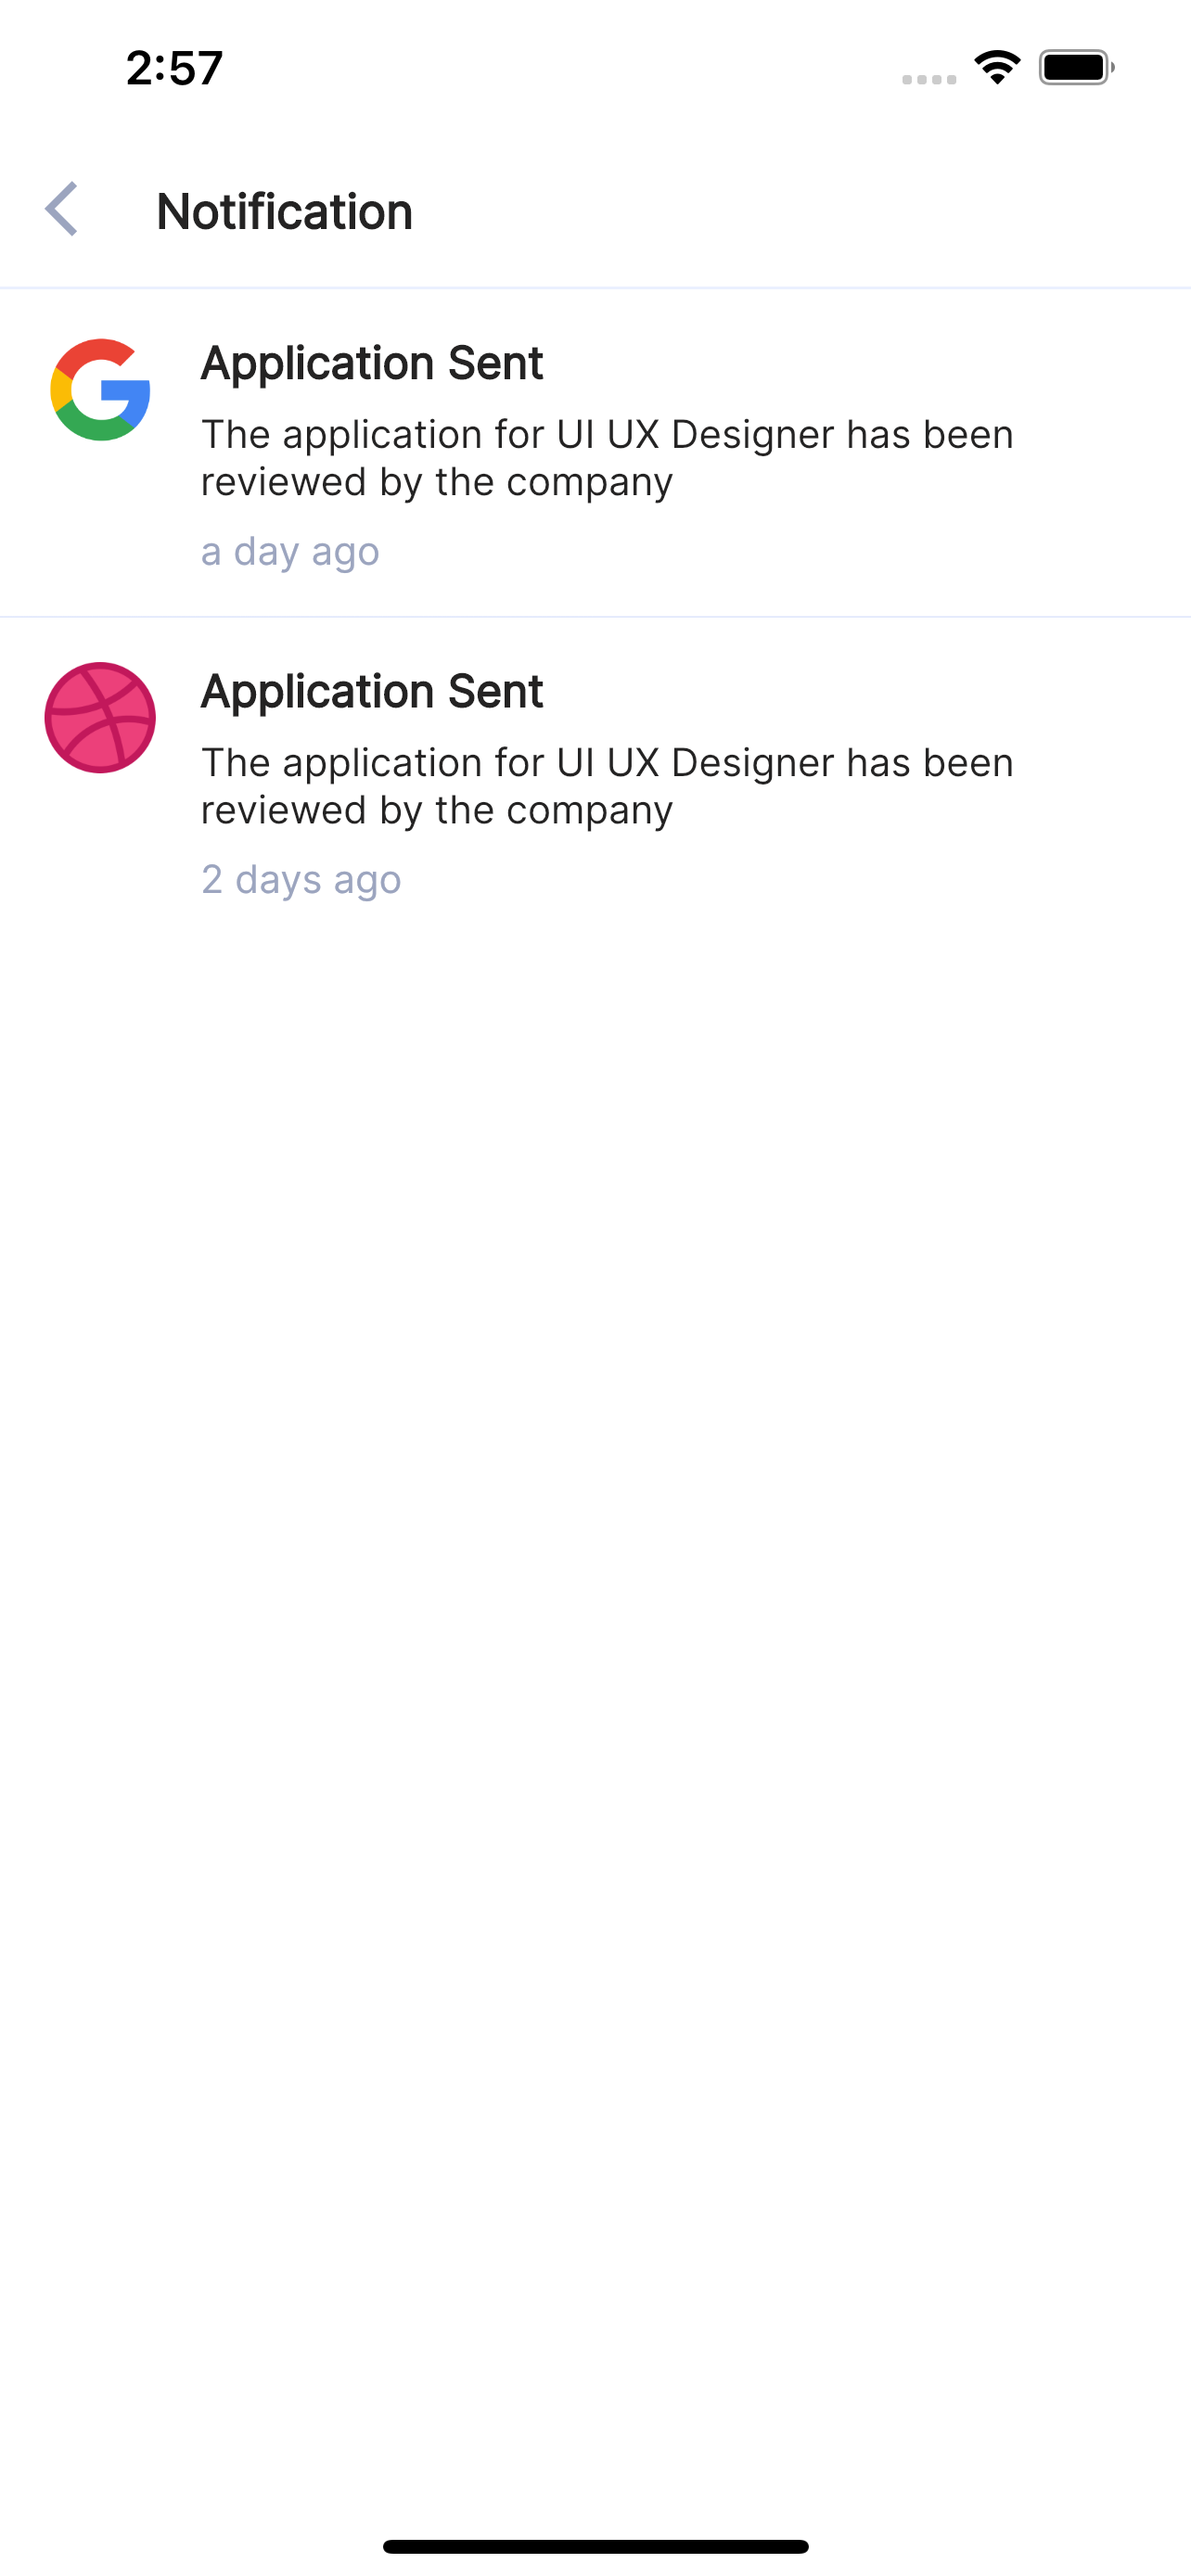 2:57
Notification
Application Sent
The application for UI UX Designer has been
reviewed by the company
a day ago
Application Sent
The application for UI UX Designer has been
reviewed by the company
2 days ago